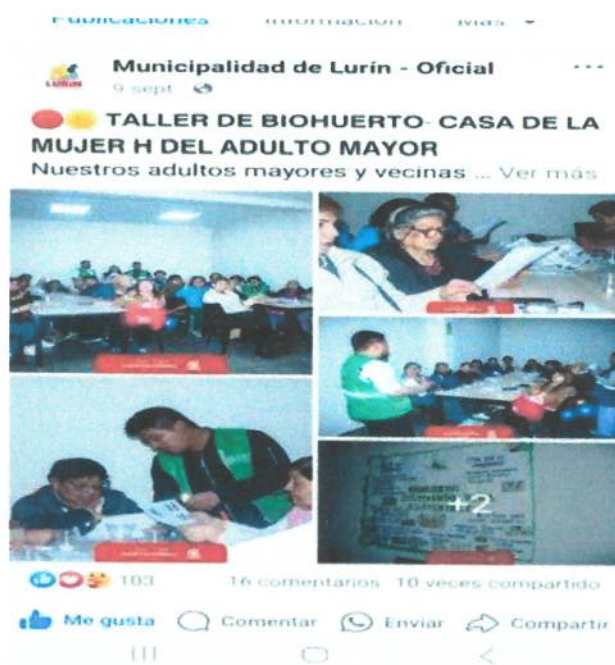 Publicaciones Información Más
Municipalidad de Lurín - Oficial
LURIN
9 sept
TALLER DE BIOHUERTO- CASA DE LA
MUJER H DEL ADULTO MAYOR
Nuestros adultos mayores y vecinas ... Ver más
+2
103 16 comentarios 10 veces compartido
Me gusta Comentar Enviar Compartir